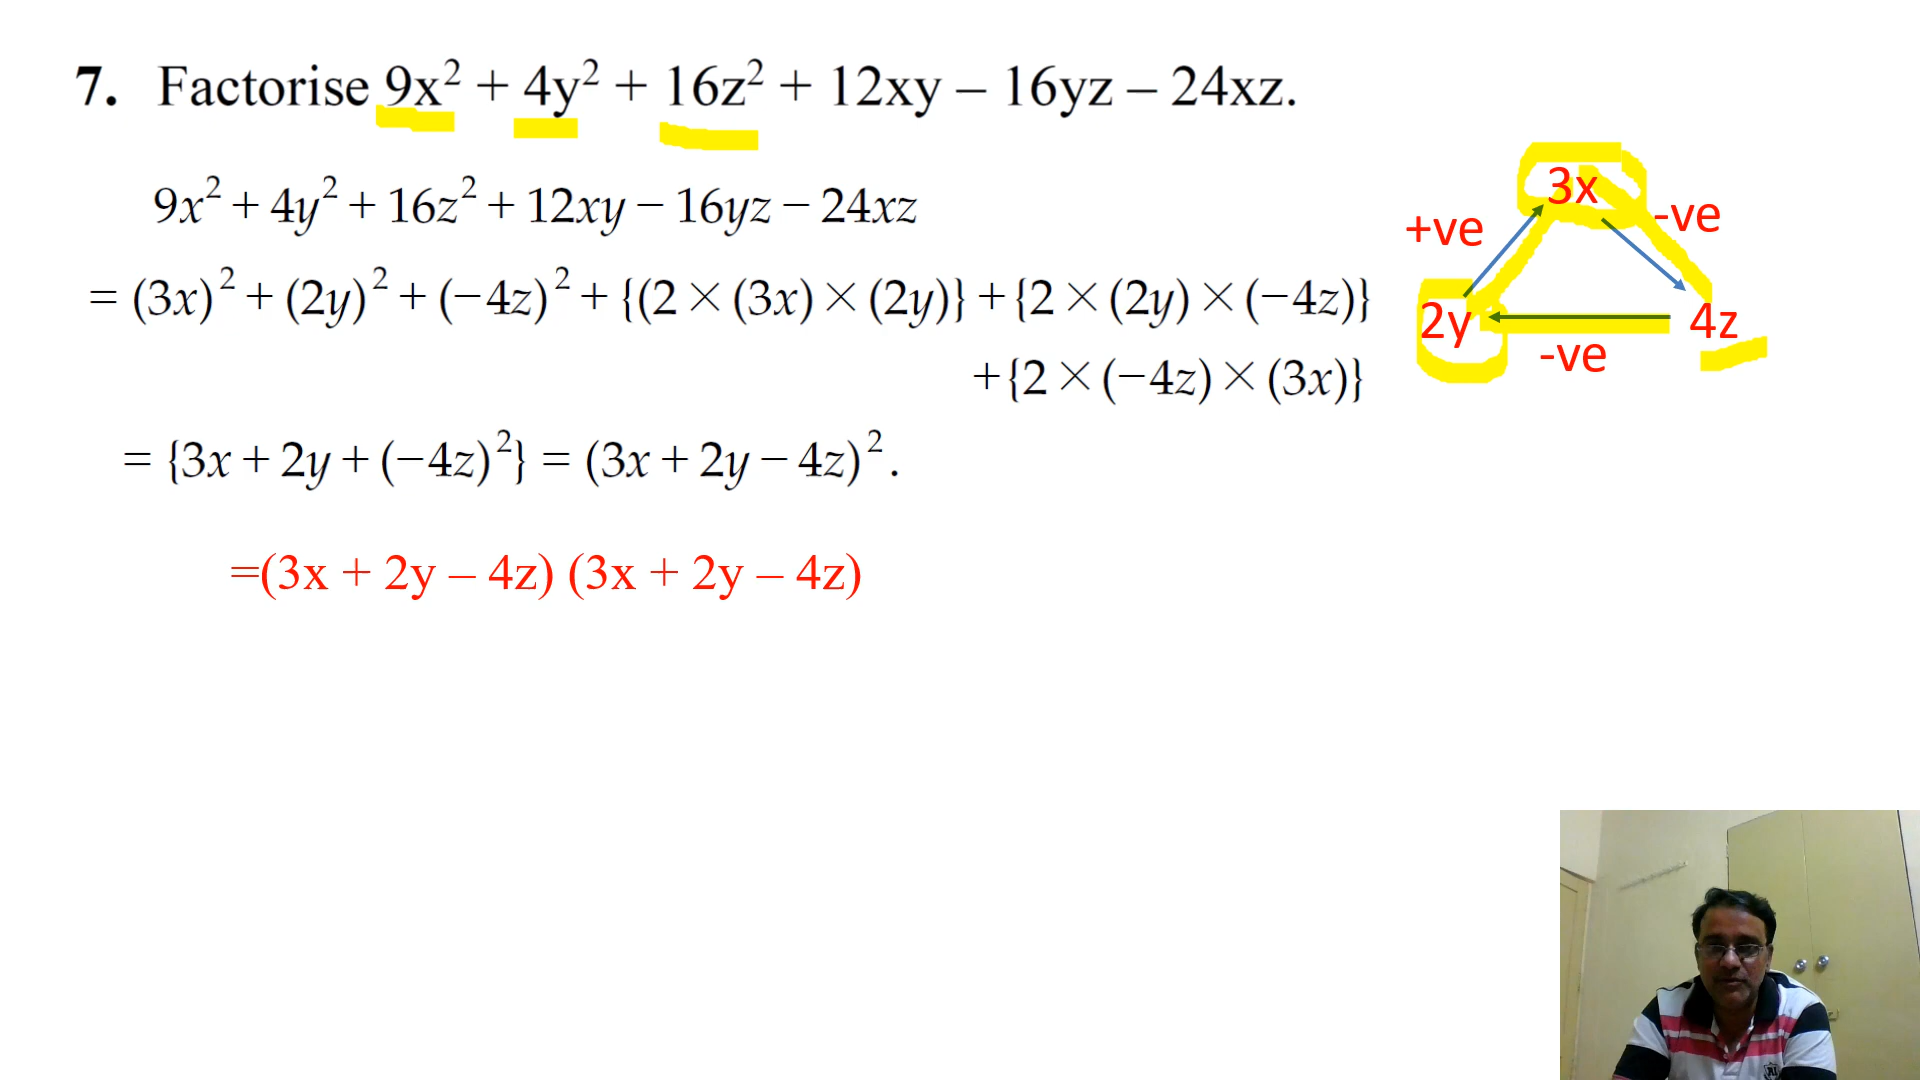 7. Factorise 9x² + 4y² + 16z² + 12xy – 16yz – 24xz.
9x² + 4y² + 16z² + 12xy − 16yz − 24xz
= (3x)² + (2y)² + (−4z)² + {(2 × (3x) × (2y)} + {2 × (2y) × (−4z)}
+ {2 × (−4z) × (3x)}
= {3x + 2y + (−4z)²} = (3x + 2y − 4z)².
=(3x + 2y – 4z) (3x + 2y – 4z)
3x
+ve
-ve
2y
4z
-ve